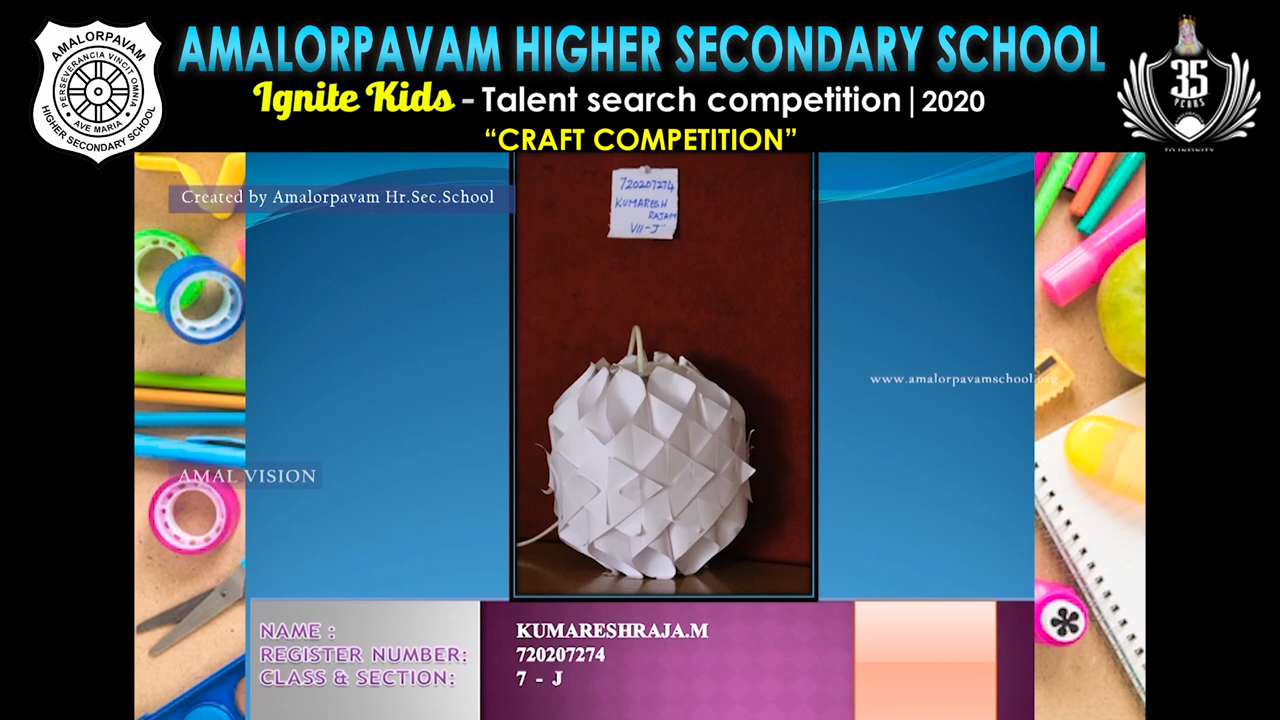 AMALORPAVAM HIGHER SECONDARY SCHOOL
Ignite Kids - Talent search competition|2020
“CRAFT COMPETITION”
AMALORPAVAM
PERSEVERANCIA VINCIT OMNIA
AVE MARIA
HIGHER SECONDARY SCHOOL
35
YEARS
TO INFINITY
Created by Amalorpavam Hr.Sec.School
720207274
KUMARESH
RAJAM
VII-J
www.amalorpavamschool.org
AMAL VISION
NAME : KUMARESHRAJA.M
REGISTER NUMBER: 720207274
CLASS & SECTION: 7 - J